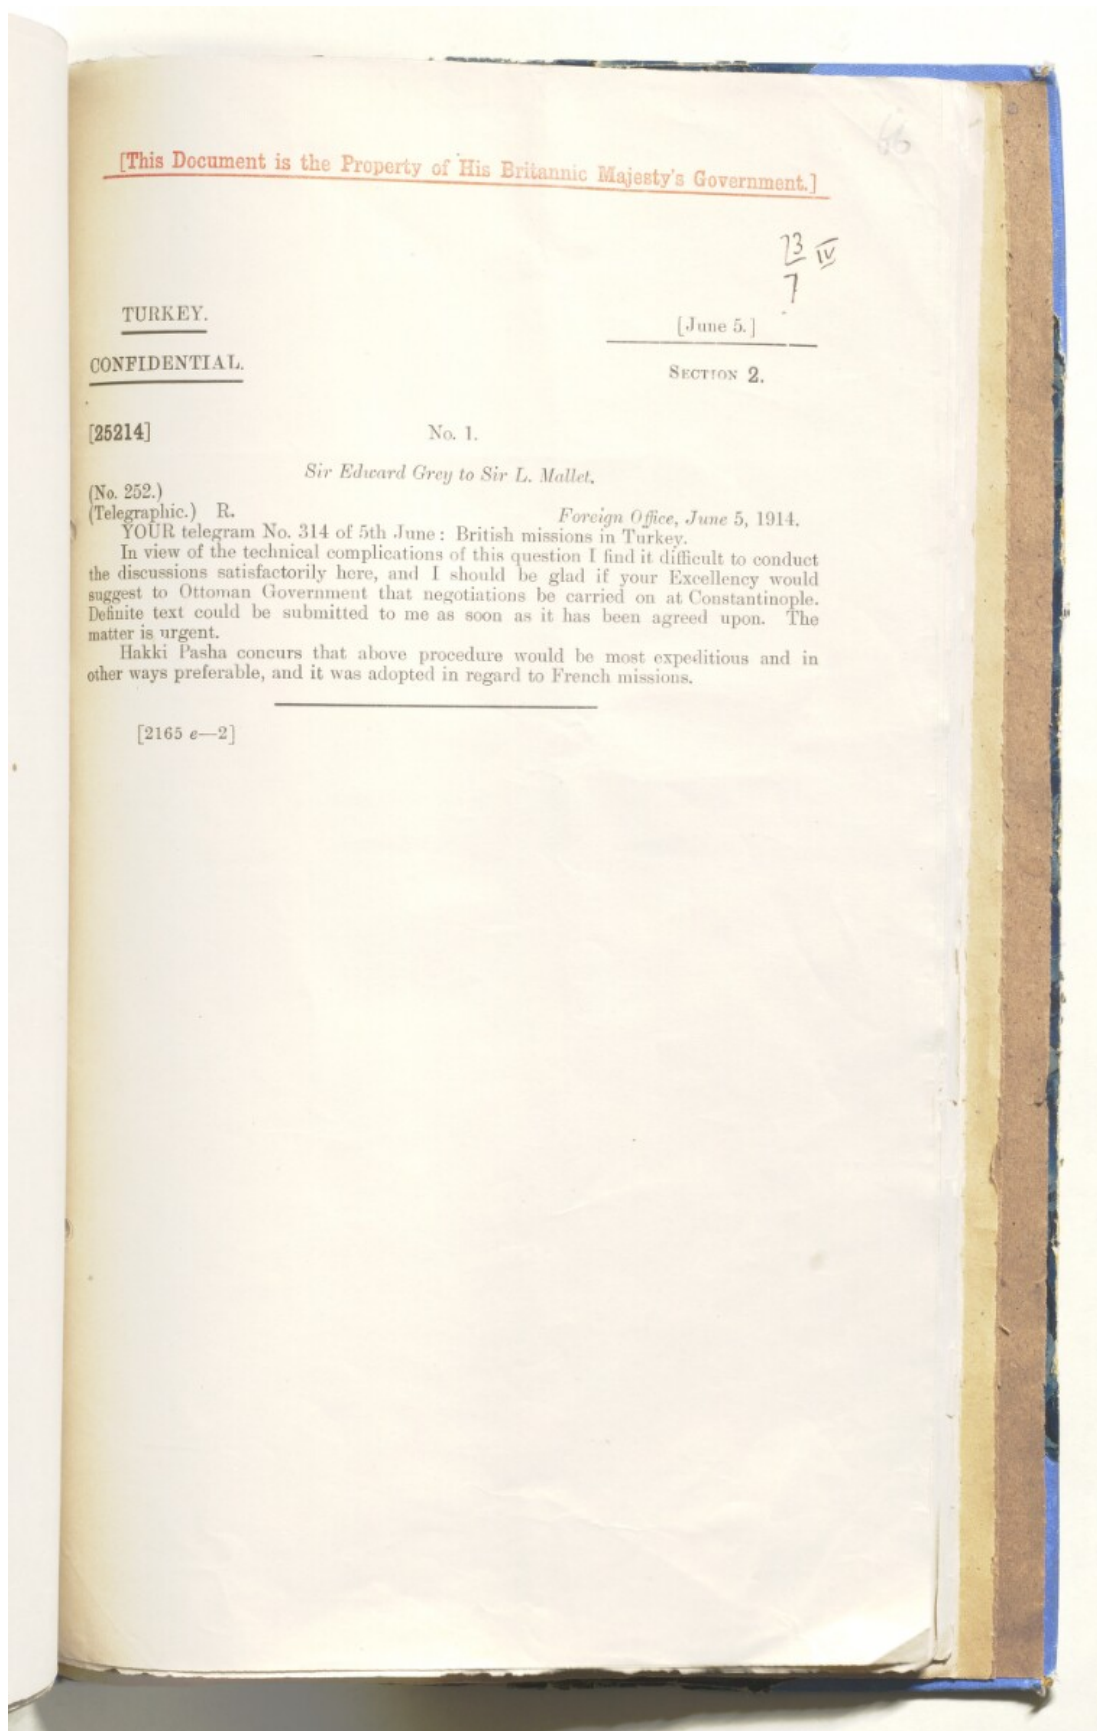 66
[This Document is the Property of His Britannic Majesty's Government.]
23 IV
7
TURKEY.
[June 5.]
CONFIDENTIAL.
SECTION 2.
[25214]
No. 1.
Sir Edward Grey to Sir L. Mallet.
(No. 252.)
(Telegraphic.) R.
Foreign Office, June 5, 1914.
YOUR telegram No. 314 of 5th June: British missions in Turkey.
In view of the technical complications of this question I find it difficult to conduct
the discussions satisfactorily here, and I should be glad if your Excellency would
suggest to Ottoman Government that negotiations be carried on at Constantinople.
Definite text could be submitted to me as soon as it has been agreed upon. The
matter is urgent.
Hakki Pasha concurs that above procedure would be most expeditious and in
other ways preferable, and it was adopted in regard to French missions.
[2165 e—2]